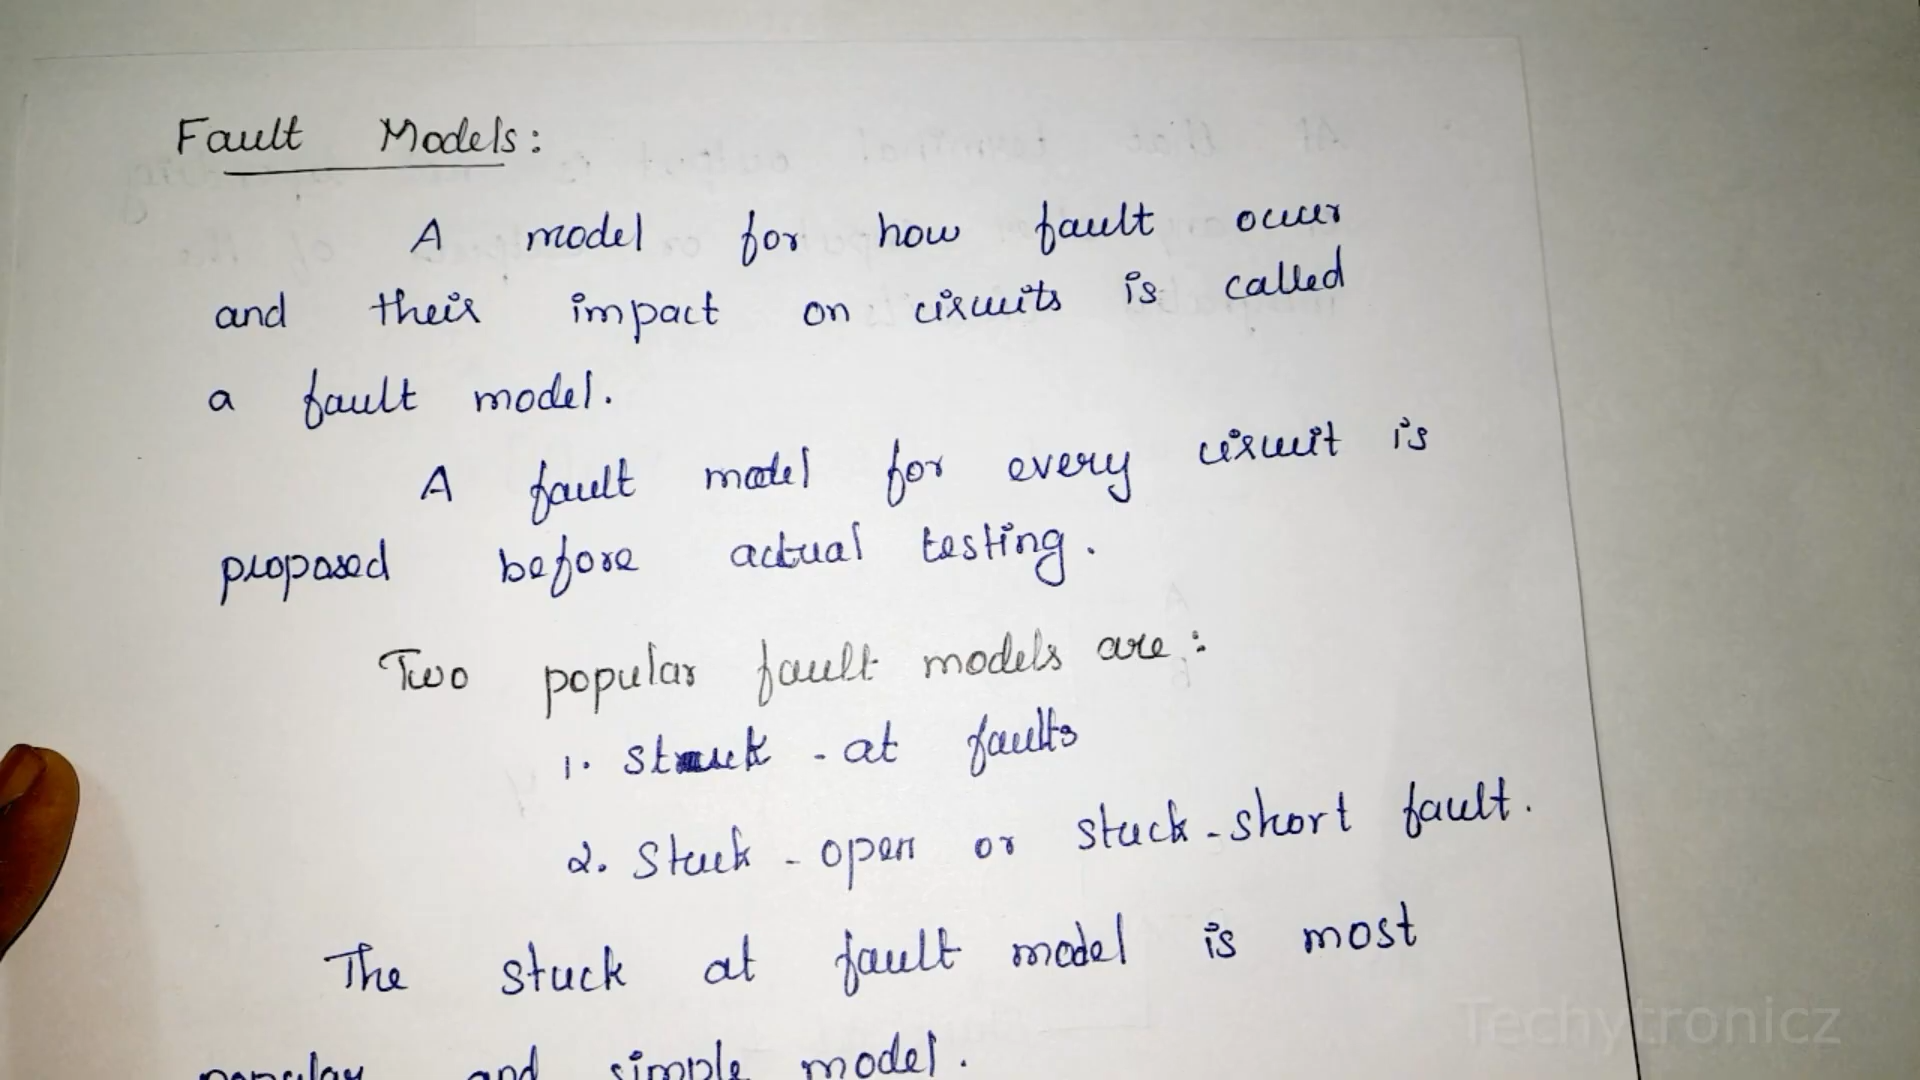 Fault Models:
A model for how fault occur
and their impact on circuits is called
a fault model.
A fault model for every circuit is
proposed before actual testing.
Two popular fault models are:
1. Stuck - at faults
2. Stuck - open or stuck - short fault.
The stuck at fault model is most
popular and simple model.
Techytronicz